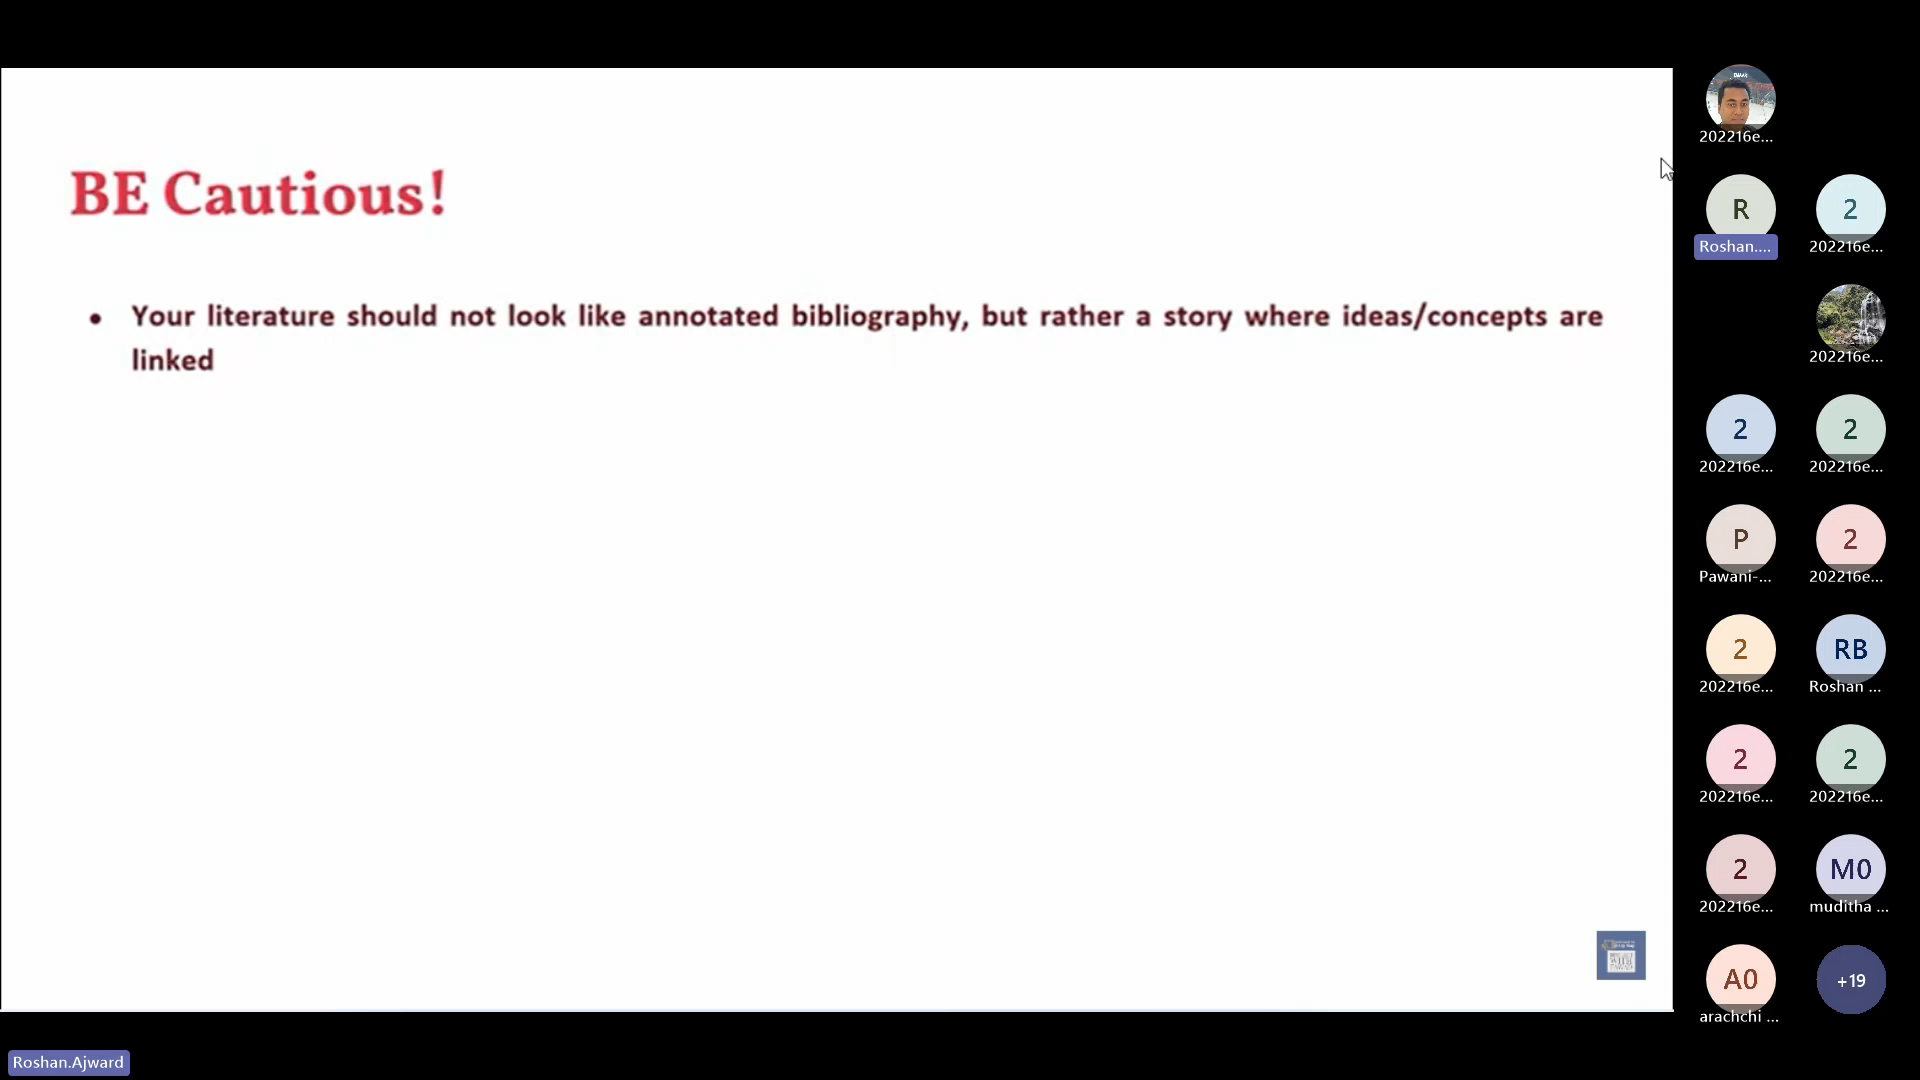 BE Cautious!
• Your literature should not look like annotated bibliography, but rather a story where ideas/concepts are
linked
202216e...
R
Roshan....
2
202216e...
202216e...
2
202216e...
2
202216e...
P
Pawani-...
2
202216e...
2
202216e...
RB
Roshan ...
2
202216e...
2
202216e...
2
202216e...
M0
muditha ...
A0
arachchi ...
+19
Roshan.Ajward